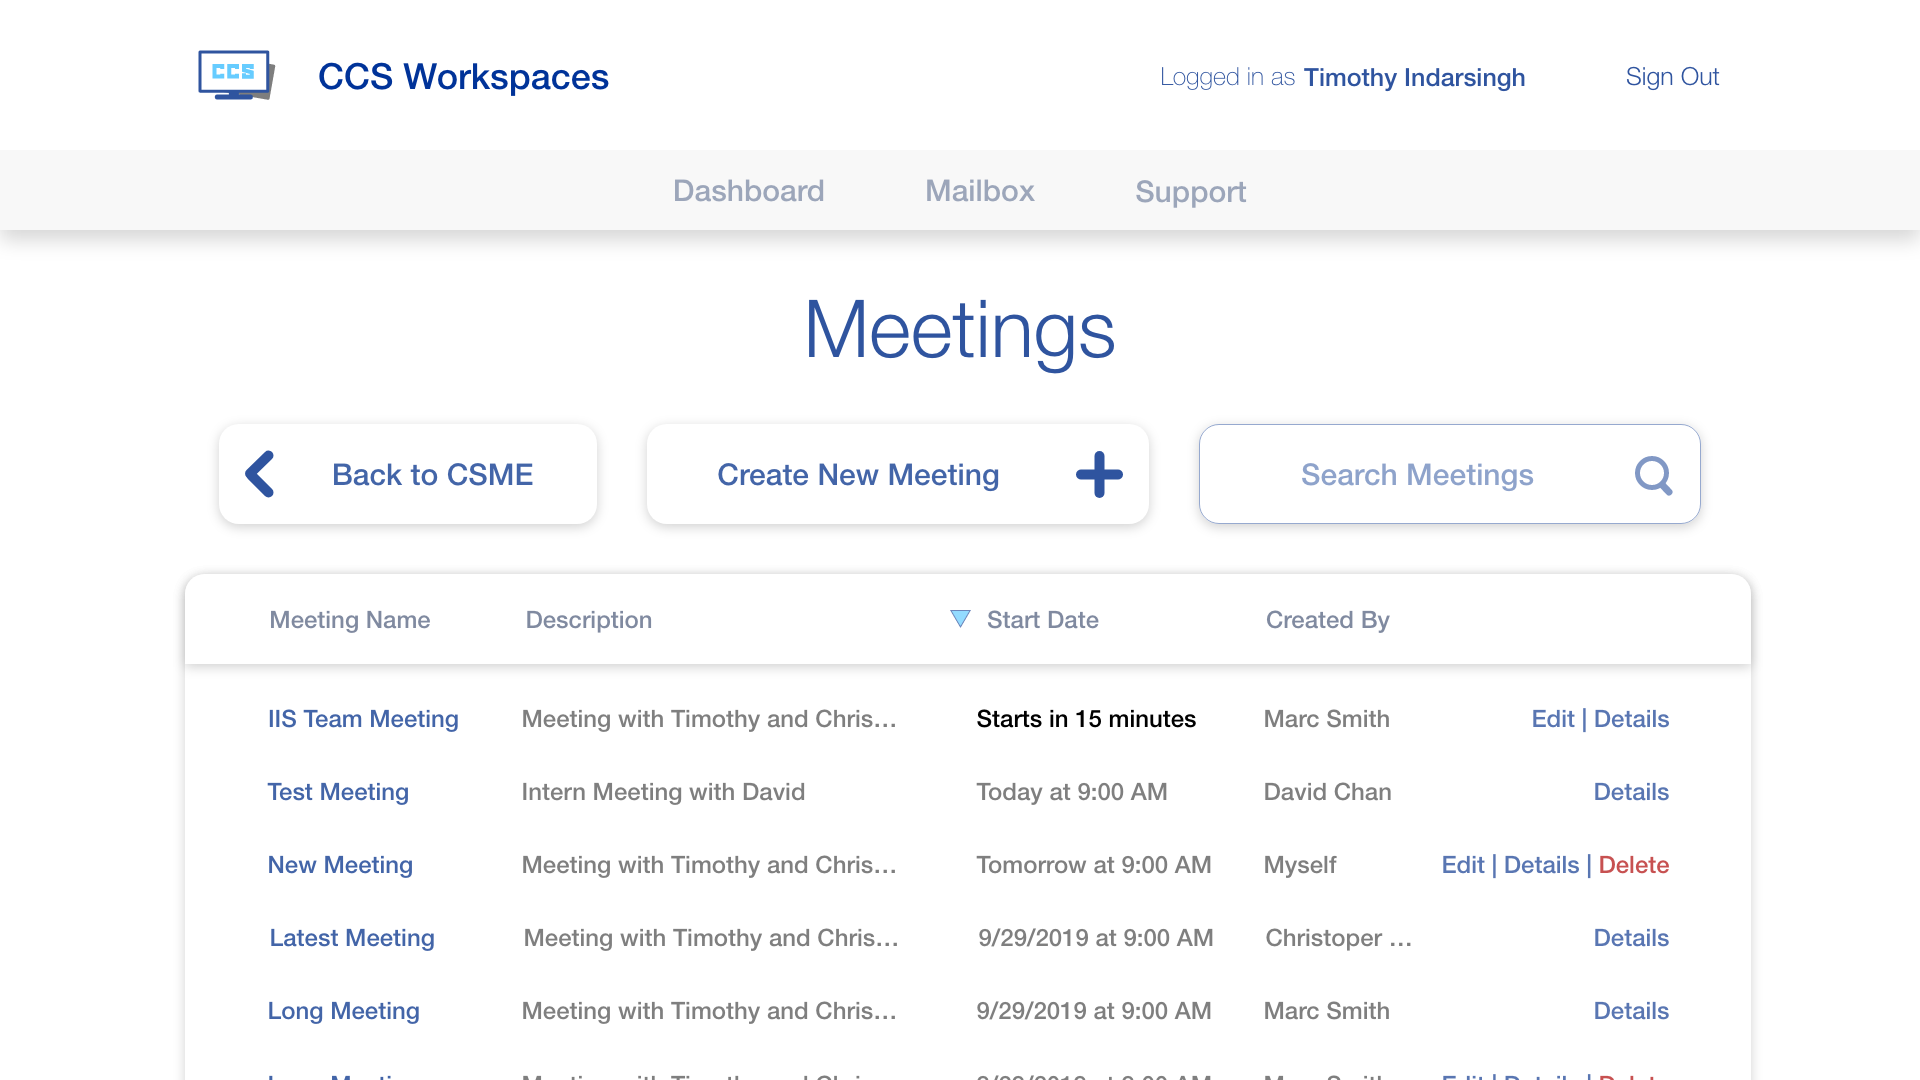 CCS
CCS Workspaces
Logged in as Timothy Indarsingh
Sign Out
Dashboard
Mailbox
Support
Meetings
Back to CSME
Create New Meeting
Search Meetings
Meeting Name Description Start Date Created By
IIS Team Meeting Meeting with Timothy and Chris... Starts in 15 minutes Marc Smith Edit | Details
Test Meeting Intern Meeting with David Today at 9:00 AM David Chan Details
New Meeting Meeting with Timothy and Chris... Tomorrow at 9:00 AM Myself Edit | Details | Delete
Latest Meeting Meeting with Timothy and Chris... 9/29/2019 at 9:00 AM Christoper ... Details
Long Meeting Meeting with Timothy and Chris... 9/29/2019 at 9:00 AM Marc Smith Details